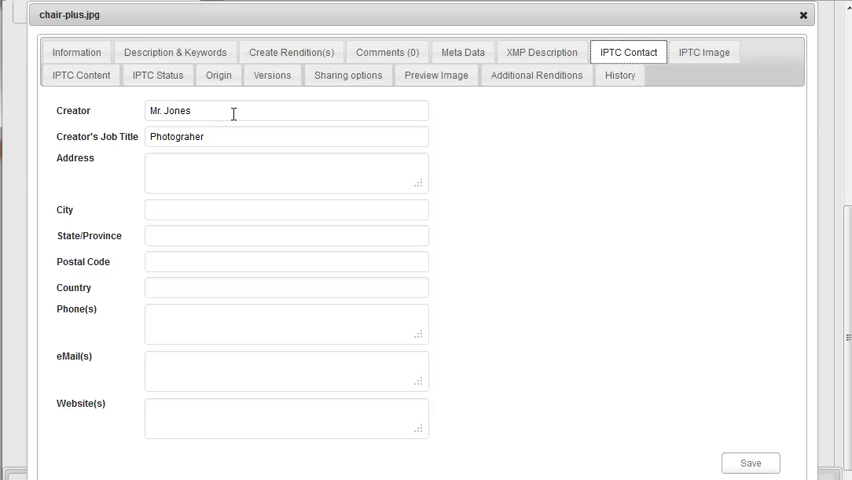 chair-plus.jpg
Information Description & Keywords Create Rendition(s) Comments (0) Meta Data XMP Description IPTC Contact IPTC Image
IPTC Content IPTC Status Origin Versions Sharing options Preview Image Additional Renditions History
Creator Mr. Jones
Creator's Job Title Photograher
Address
City
State/Province
Postal Code
Country
Phone(s)
eMail(s)
Website(s)
Save